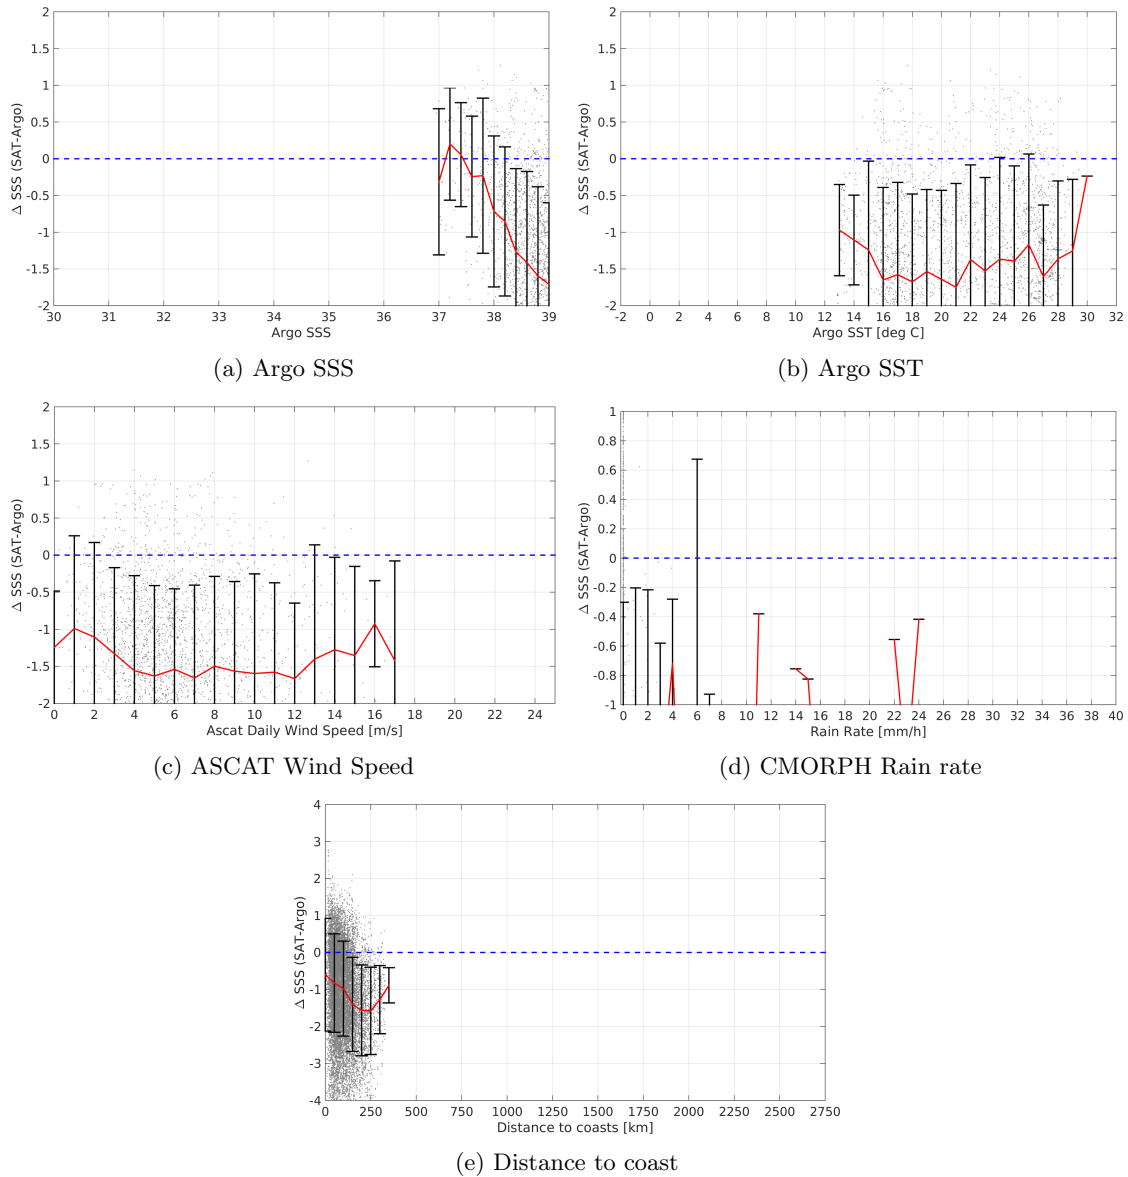 2
1.5
1
0.5
0
-0.5
-1
-1.5
-2
Δ SSS (SAT-Argo)
30 31 32 33 34 35 36 37 38 39
Argo SSS
(a) Argo SSS
2
1.5
1
0.5
0
-0.5
-1
-1.5
-2
Δ SSS (SAT-Argo)
-2 0 2 4 6 8 10 12 14 16 18 20 22 24 26 28 30 32
Argo SST [deg C]
(b) Argo SST
2
1.5
1
0.5
0
-0.5
-1
-1.5
-2
Δ SSS (SAT-Argo)
0 2 4 6 8 10 12 14 16 18 20 22 24
Ascat Daily Wind Speed [m/s]
(c) ASCAT Wind Speed
1
0.8
0.6
0.4
0.2
0
-0.2
-0.4
-0.6
-0.8
-1
Δ SSS (SAT-Argo)
0 2 4 6 8 10 12 14 16 18 20 22 24 26 28 30 32 34 36 38 40
Rain Rate [mm/h]
(d) CMORPH Rain rate
4
3
2
1
0
-1
-2
-3
-4
Δ SSS (SAT-Argo)
0 250 500 750 1000 1250 1500 1750 2000 2250 2500 2750
Distance to coasts [km]
(e) Distance to coast